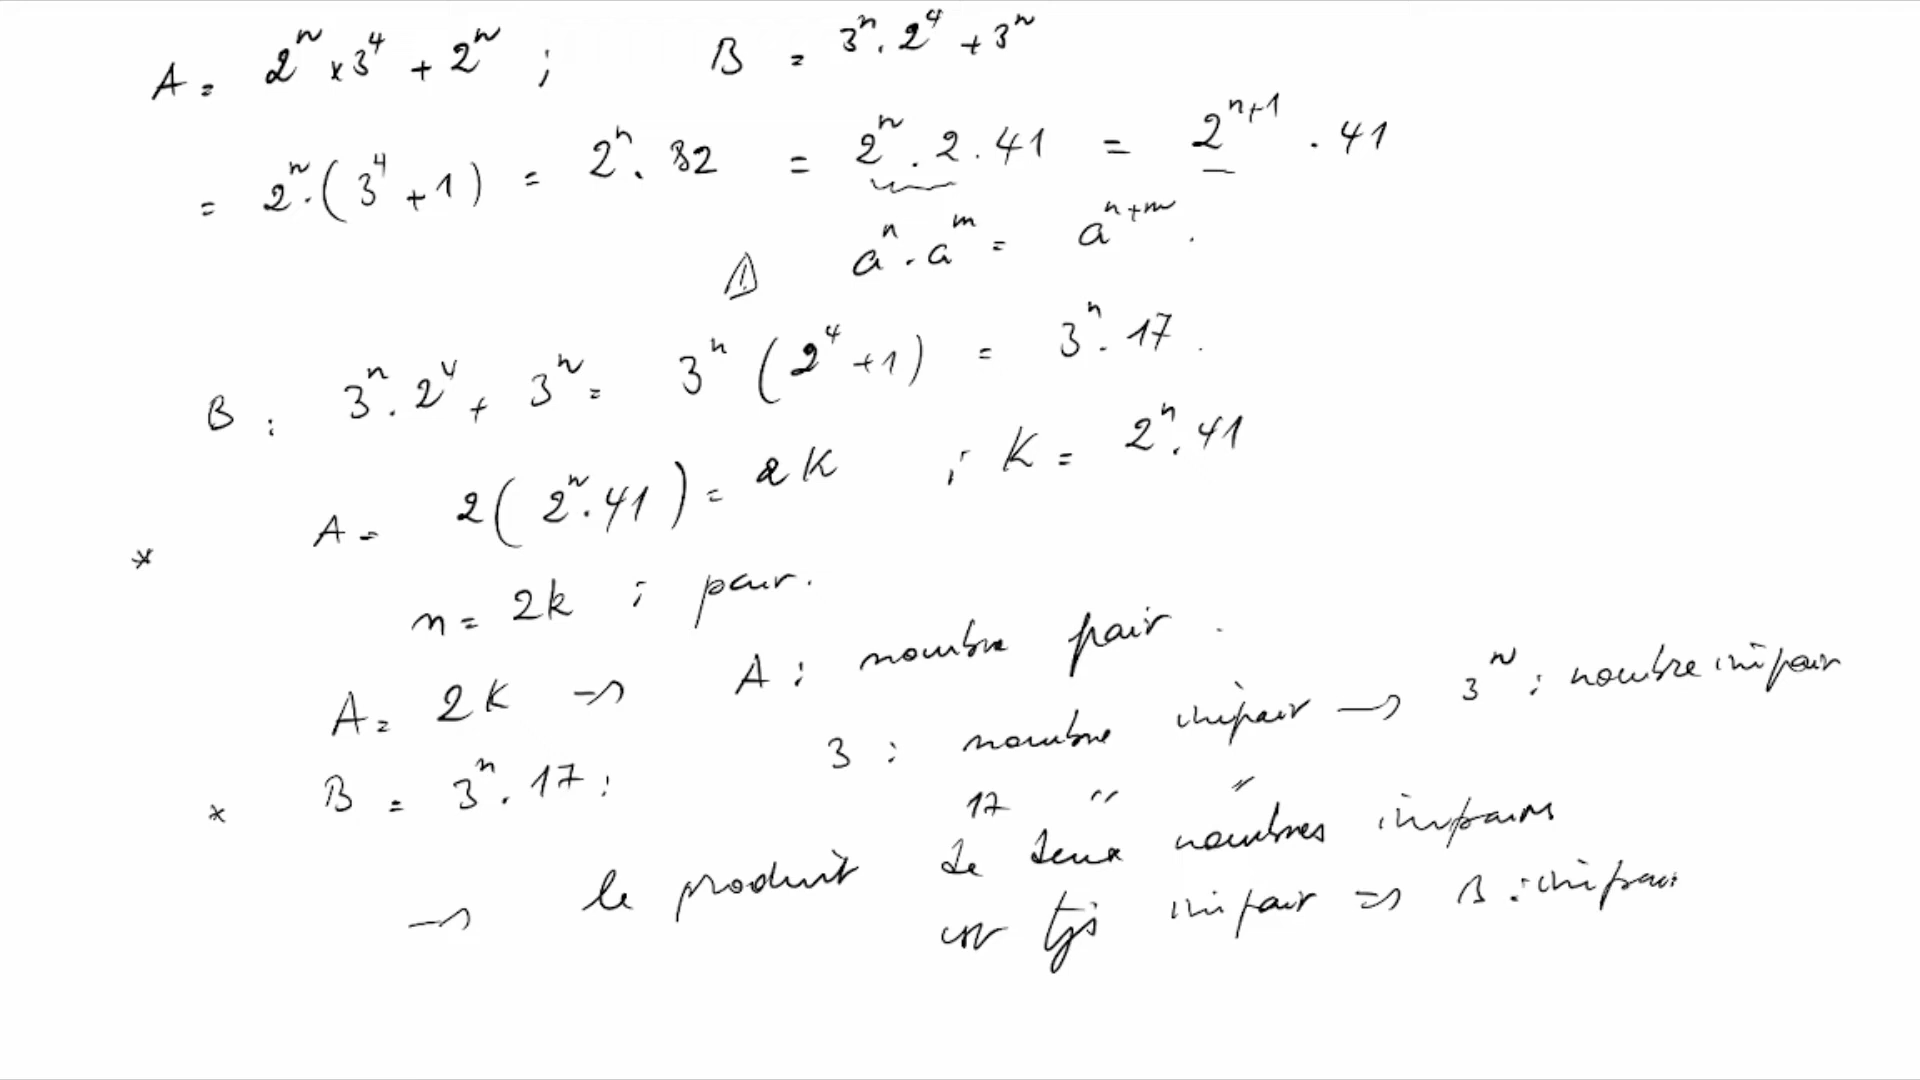 A = 2^n × 3^4 + 2^n ; B = 3^n . 2^4 + 3^n
= 2^n . (3^4 + 1) = 2^n . 82 = 2^n . 2 . 41 = 2^{n+1} . 41
⚠ a^n . a^m = a^{n+m} .
B : 3^n . 2^4 + 3^n = 3^n (2^4 + 1) = 3^n . 17 .
* A = 2 ( 2^n . 41 ) = 2K ; K = 2^n . 41
n = 2k ; pair .
A = 2K → A : nombre pair .
* B = 3^n . 17 : 3 : nombre impair → 3^n : nombre impair
17 " "
→ le produit de deux nombres impairs
est tjs impair => B : impair